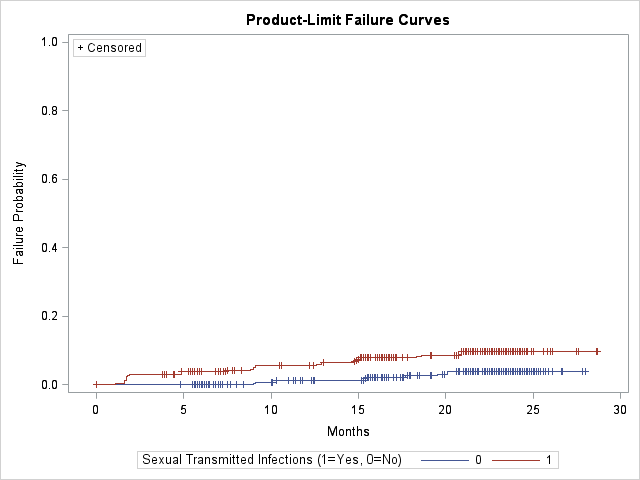 Product-Limit Failure Curves
+ Censored
1.0
0.8
0.6
0.4
0.2
0.0
Failure Probability
0 5 10 15 20 25 30
Months
Sexual Transmitted Infections (1=Yes, 0=No) 0 1